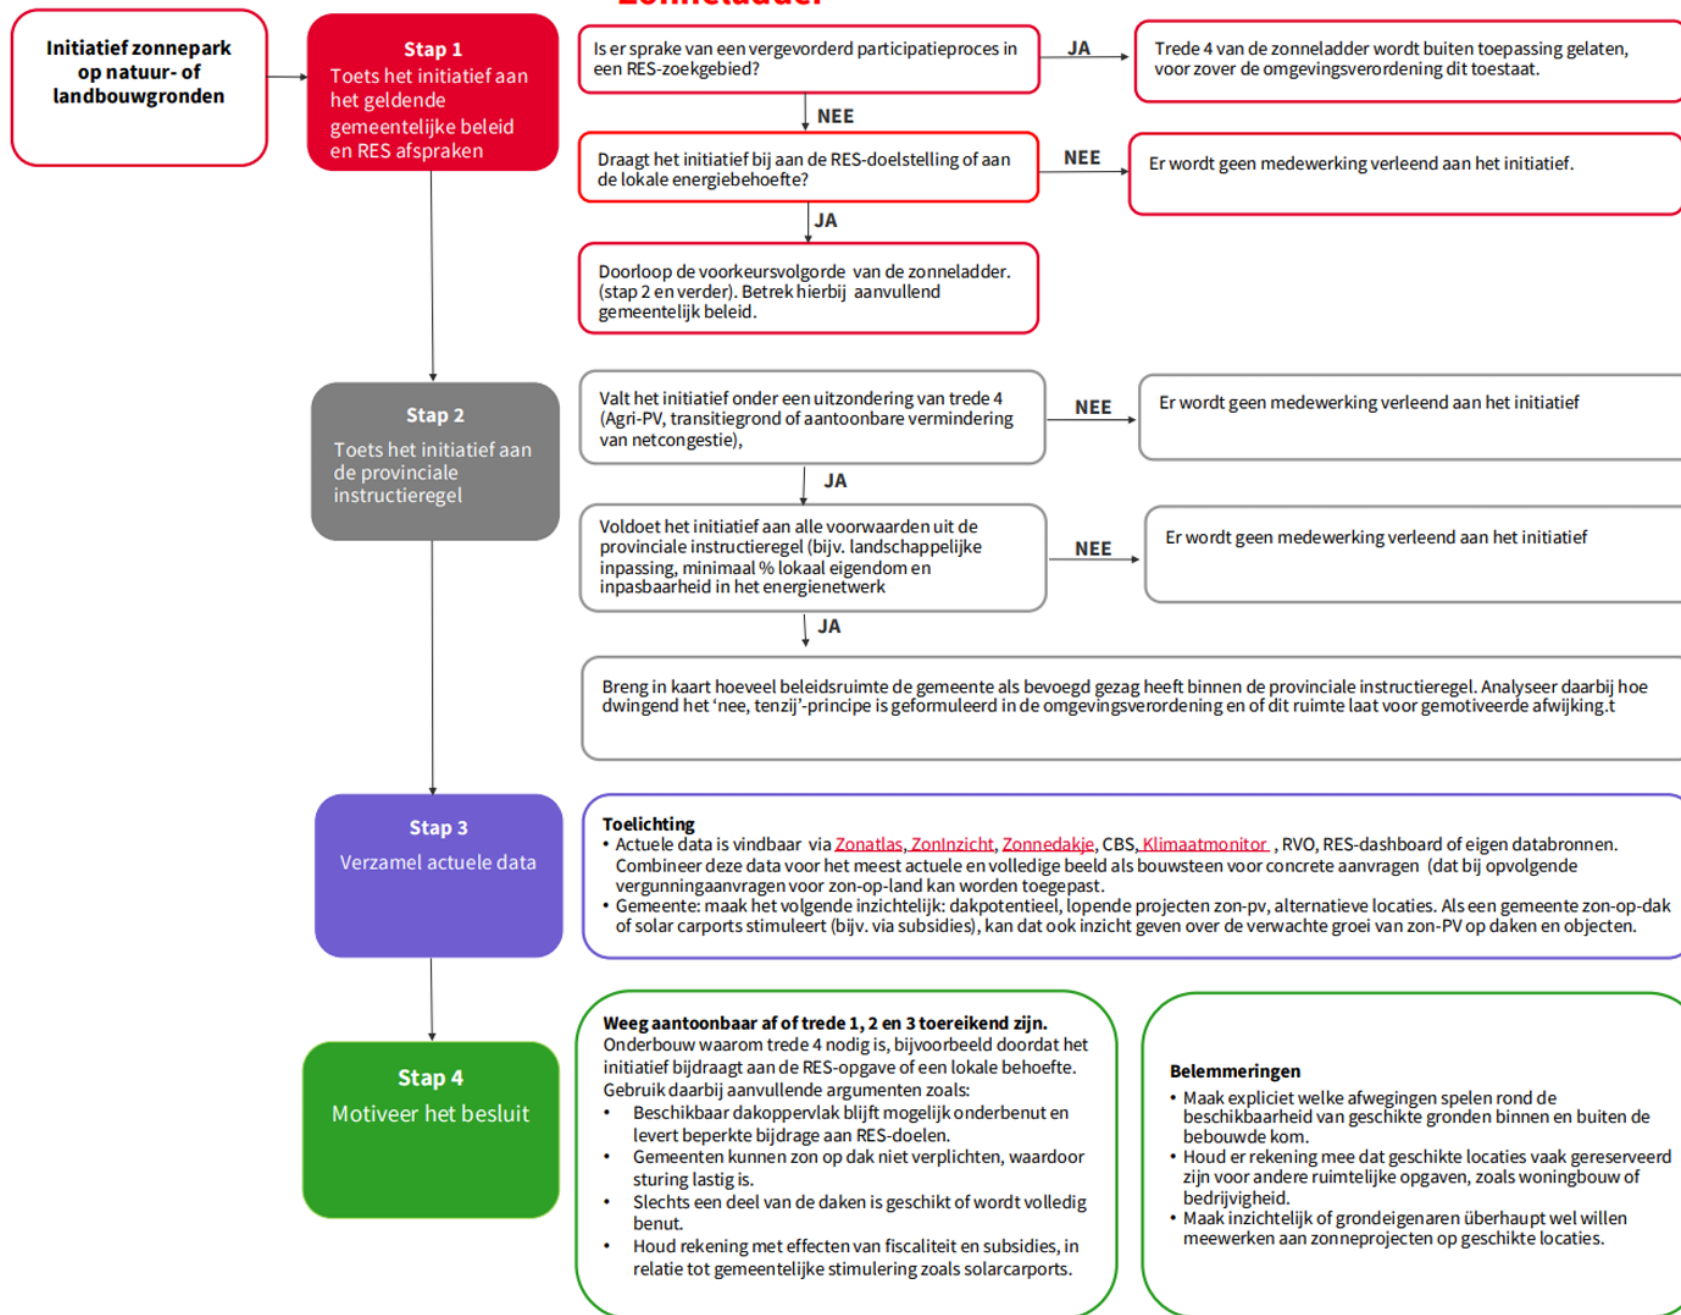 Zonneladder
Initiatief zonnepark
op natuur- of
landbouwgronden
Stap 1
Toets het initiatief aan
het geldende
gemeentelijke beleid
en RES afspraken
Is er sprake van een vergevorderd participatieproces in
een RES-zoekgebied?
JA
Trede 4 van de zonneladder wordt buiten toepassing gelaten,
voor zover de omgevingsverordening dit toestaat.
NEE
Draagt het initiatief bij aan de RES-doelstelling of aan
de lokale energiebehoefte?
NEE
Er wordt geen medewerking verleend aan het initiatief.
JA
Doorloop de voorkeursvolgorde van de zonneladder.
(stap 2 en verder). Betrek hierbij aanvullend
gemeentelijk beleid.
Stap 2
Toets het initiatief aan
de provinciale
instructieregel
Valt het initiatief onder een uitzondering van trede 4
(Agri-PV, transitiegrond of aantoonbare vermindering
van netcongestie),
NEE
Er wordt geen medewerking verleend aan het initiatief
JA
Voldoet het initiatief aan alle voorwaarden uit de
provinciale instructieregel (bijv. landschappelijke
inpassing, minimaal % lokaal eigendom en
inpasbaarheid in het energienetwerk
NEE
Er wordt geen medewerking verleend aan het initiatief
JA
Breng in kaart hoeveel beleidsruimte de gemeente als bevoegd gezag heeft binnen de provinciale instructieregel. Analyseer daarbij hoe
dwingend het ‘nee, tenzij’-principe is geformuleerd in de omgevingsverordening en of dit ruimte laat voor gemotiveerde afwijking.t
Stap 3
Verzamel actuele data
Toelichting
• Actuele data is vindbaar via Zonatlas, ZonInzicht, Zonnedakje, CBS, Klimaatmonitor , RVO, RES-dashboard of eigen databronnen.
Combineer deze data voor het meest actuele en volledige beeld als bouwsteen voor concrete aanvragen (dat bij opvolgende
vergunningaanvragen voor zon-op-land kan worden toegepast.
• Gemeente: maak het volgende inzichtelijk: dakpotentieel, lopende projecten zon-pv, alternatieve locaties. Als een gemeente zon-op-dak
of solar carports stimuleert (bijv. via subsidies), kan dat ook inzicht geven over de verwachte groei van zon-PV op daken en objecten.
Stap 4
Motiveer het besluit
Weeg aantoonbaar af of trede 1, 2 en 3 toereikend zijn.
Onderbouw waarom trede 4 nodig is, bijvoorbeeld doordat het
initiatief bijdraagt aan de RES-opgave of een lokale behoefte.
Gebruik daarbij aanvullende argumenten zoals:
• Beschikbaar dakoppervlak blijft mogelijk onderbenut en
levert beperkte bijdrage aan RES-doelen.
• Gemeenten kunnen zon op dak niet verplichten, waardoor
sturing lastig is.
• Slechts een deel van de daken is geschikt of wordt volledig
benut.
• Houd rekening met effecten van fiscaliteit en subsidies, in
relatie tot gemeentelijke stimulering zoals solarcarports.
Belemmeringen
• Maak expliciet welke afwegingen spelen rond de
beschikbaarheid van geschikte gronden binnen en buiten de
bebouwde kom.
• Houd er rekening mee dat geschikte locaties vaak gereserveerd
zijn voor andere ruimtelijke opgaven, zoals woningbouw of
bedrijvigheid.
• Maak inzichtelijk of grondeigenaren überhaupt wel willen
meewerken aan zonneprojecten op geschikte locaties.